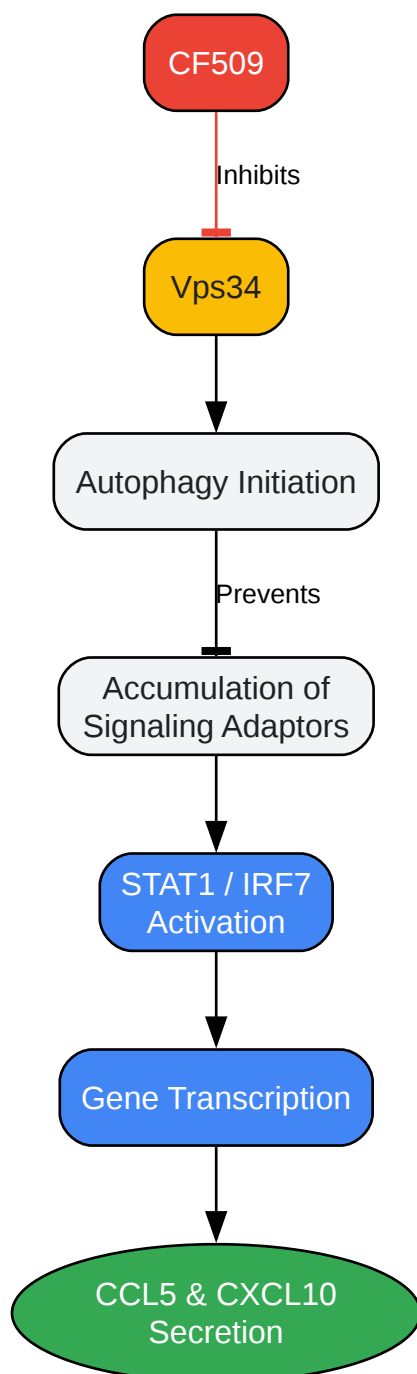 CF509
Inhibits
Vps34
Autophagy Initiation
Prevents
Accumulation of
Signaling Adaptors
STAT1 / IRF7
Activation
Gene Transcription
CCL5 & CXCL10
Secretion